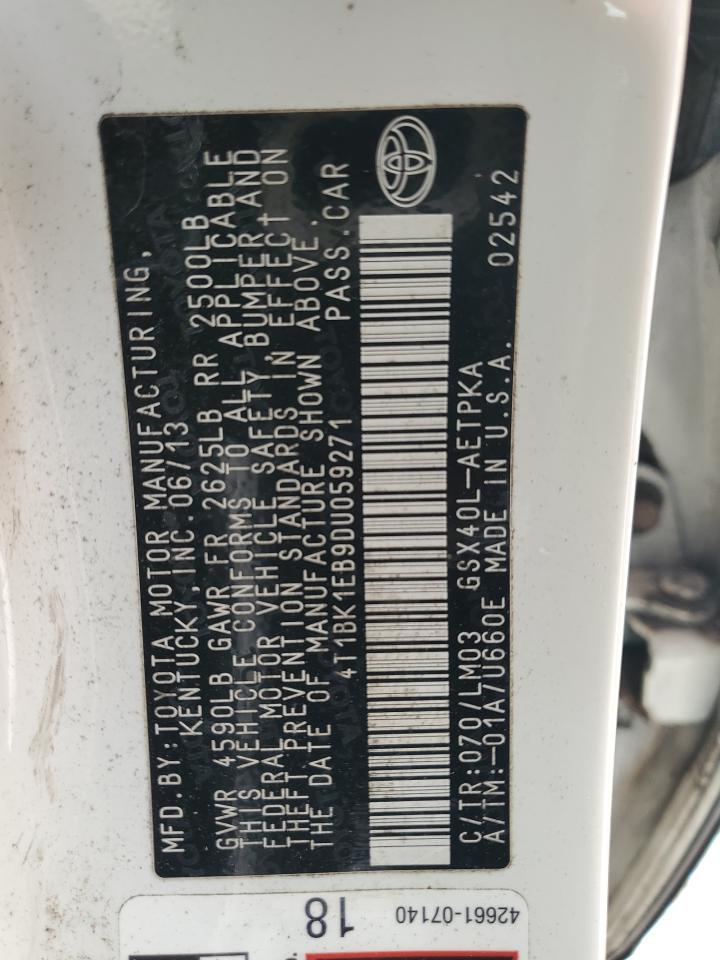 MFD.BY:TOYOTA MOTOR MANUFACTURING,
KENTUCKY,INC.06/13
GVWR 4590LB GAWR FR 2625LB RR 2500LB
THIS VEHICLE CONFORMS TO ALL APPLICABLE
FEDERAL MOTOR VEHICLE SAFETY,BUMPER,AND
THEFT PREVENTION STANDARDS IN EFFECT ON
THE DATE OF MANUFACTURE SHOWN ABOVE.
4T1BK1EB9DU059271 PASS.CAR
C/TR:070/LM03 GSX40L-AETPKA
A/TM:-01A/U660E MADE IN U.S.A. 02542
42661-07140
18